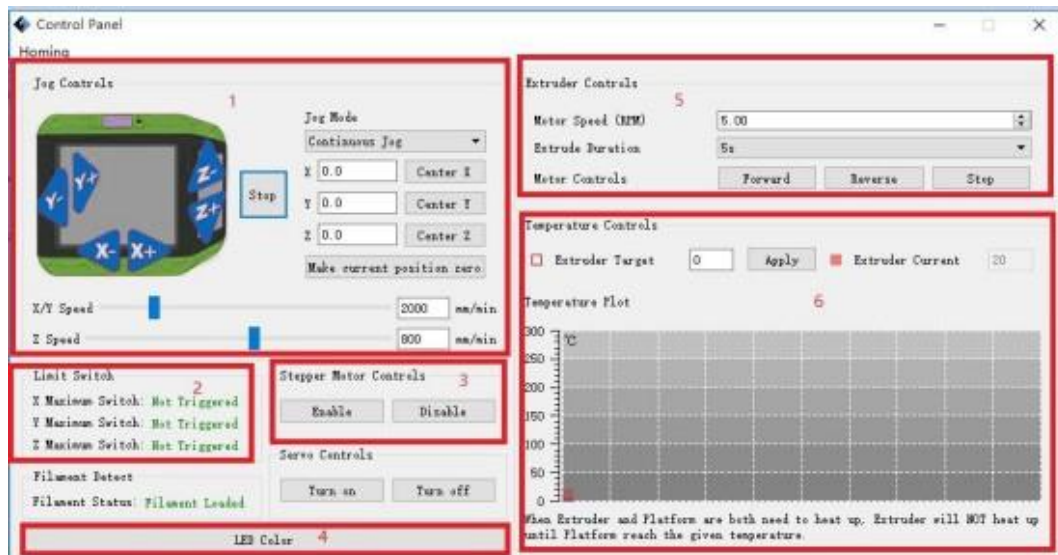 Control Panel
Homing
Jog Controls
1
Y- Y+
Z-
Z+
X- X+
Stop
Jog Mode
Continuous Jog
X 0.0 Center X
Y 0.0 Center Y
Z 0.0 Center Z
Make current position zero
X/Y Speed 2000 mm/min
Z Speed 800 mm/min
Limit Switch
2
X Maximum Switch: Not Triggered
Y Maximum Switch: Not Triggered
Z Maximum Switch: Not Triggered
Stepper Motor Controls 3
Enable Disable
Filament Detect
Filament Status: Filament Loaded
Servo Controls
Turn on Turn off
LED Color 4
Extruder Controls
5
Motor Speed (RPM) 5.00
Extrude Duration 5s
Motor Controls Forward Reverse Stop
Temperature Controls
Extruder Target 0 Apply Extruder Current 20
6
Temperature Plot
300 °C
200
150
100
50
0
When Extruder and Platform are both need to heat up, Extruder will NOT heat up
until Platform reach the given temperature.